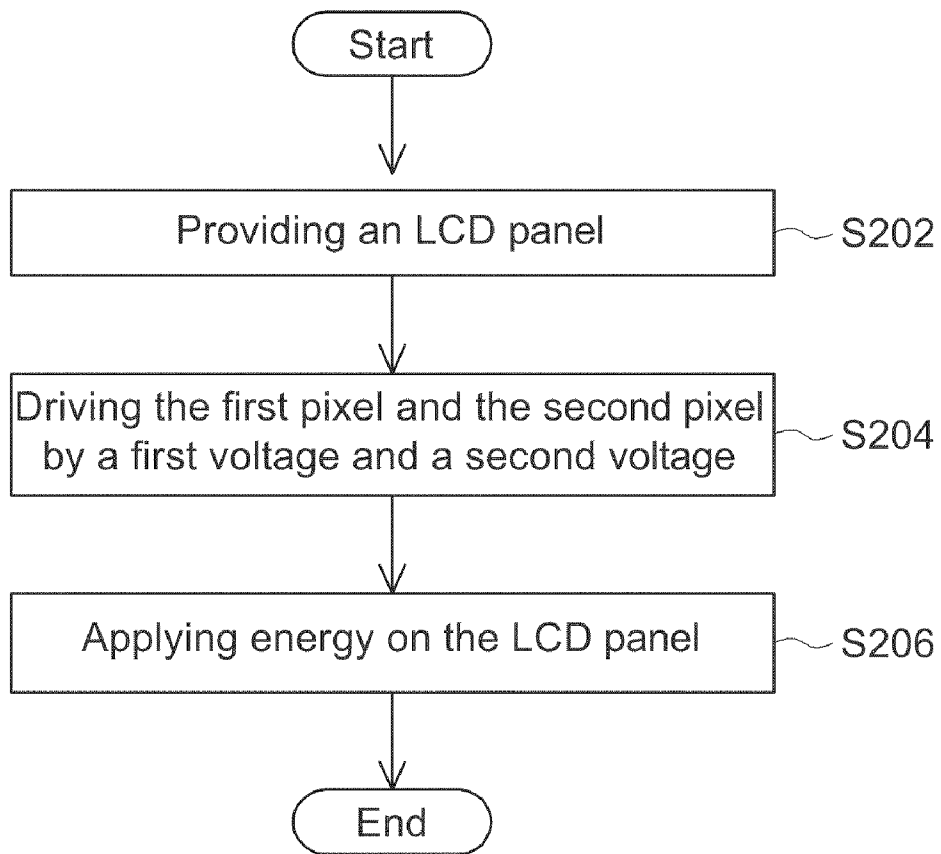 Start
Providing an LCD panel
S202
Driving the first pixel and the second pixel
by a first voltage and a second voltage
S204
Applying energy on the LCD panel
S206
End